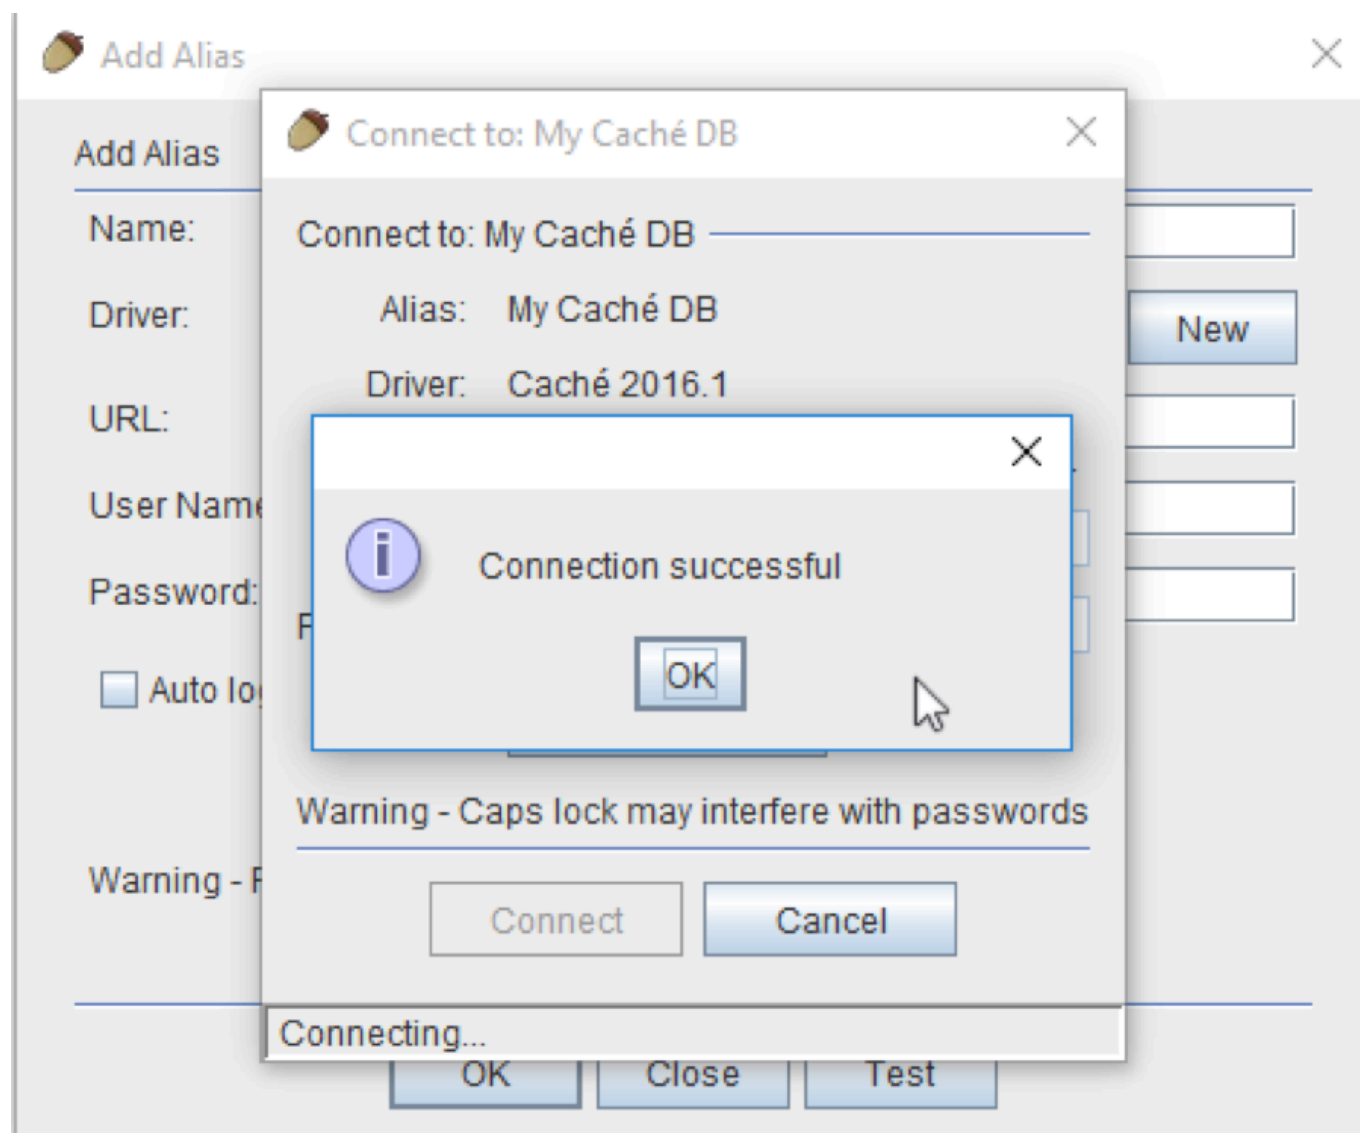 Add Alias
Connect to: My Caché DB
Add Alias
Name:
Connect to: My Caché DB
Alias: My Caché DB
Driver:
New
Driver: Caché 2016.1
URL:
User Name
Connection successful
Password:
OK
Auto
Warning - Caps lock may interfere with passwords
Warning -
Connect
Cancel
Connecting...
OK
Close
Test